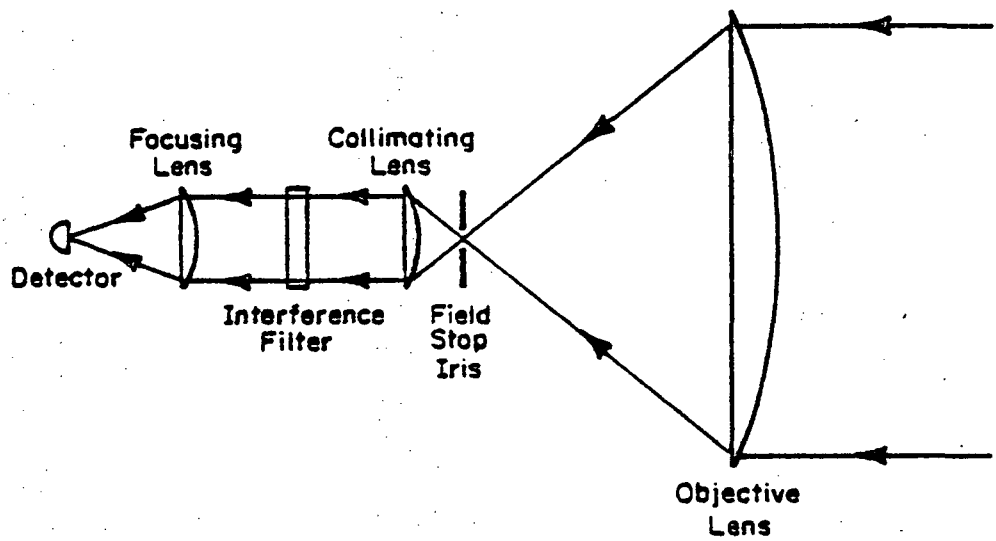 Focusing
Lens
Collimating
Lens
Detector
Interference
Filter
Field
Stop
Iris
Objective
Lens